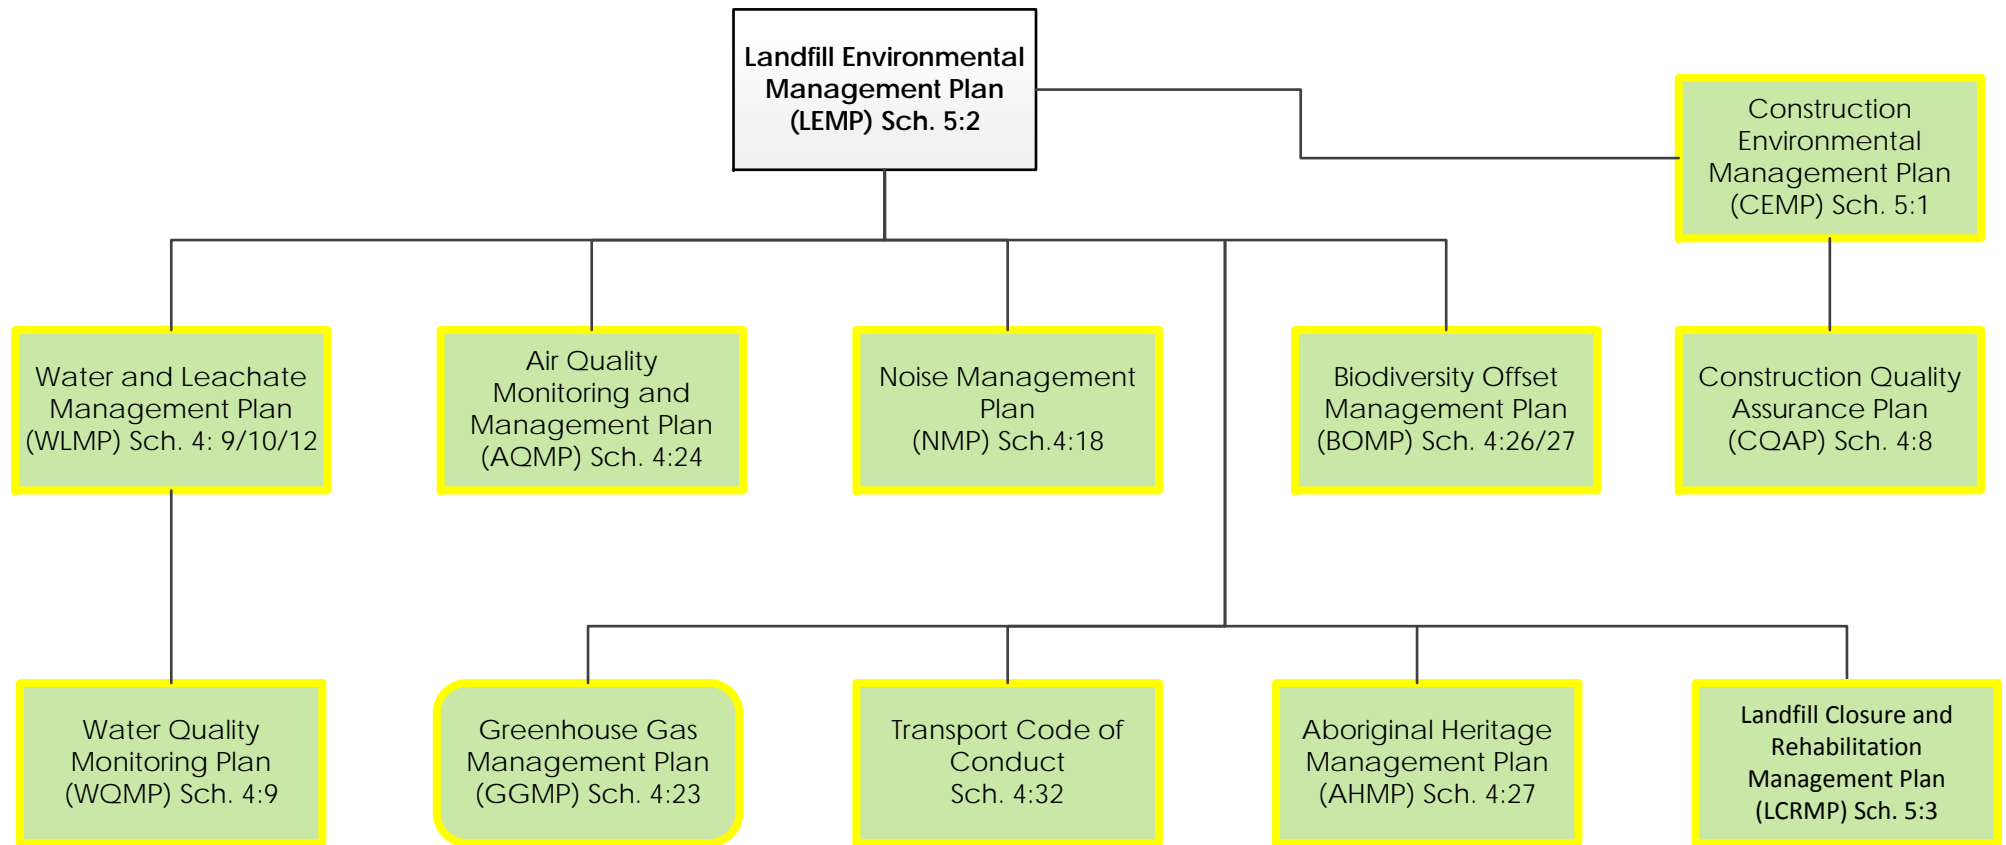 Landfill Environmental
Management Plan
(LEMP) Sch. 5:2
Construction
Environmental
Management Plan
(CEMP) Sch. 5:1
Water and Leachate
Management Plan
(WLMP) Sch. 4: 9/10/12
Air Quality
Monitoring and
Management Plan
(AQMP) Sch. 4:24
Noise Management
Plan
(NMP) Sch.4:18
Biodiversity Offset
Management Plan
(BOMP) Sch. 4:26/27
Construction Quality
Assurance Plan
(CQAP) Sch. 4:8
Water Quality
Monitoring Plan
(WQMP) Sch. 4:9
Greenhouse Gas
Management Plan
(GGMP) Sch. 4:23
Transport Code of
Conduct
Sch. 4:32
Aboriginal Heritage
Management Plan
(AHMP) Sch. 4:27
Landfill Closure and
Rehabilitation
Management Plan
(LCRMP) Sch. 5:3